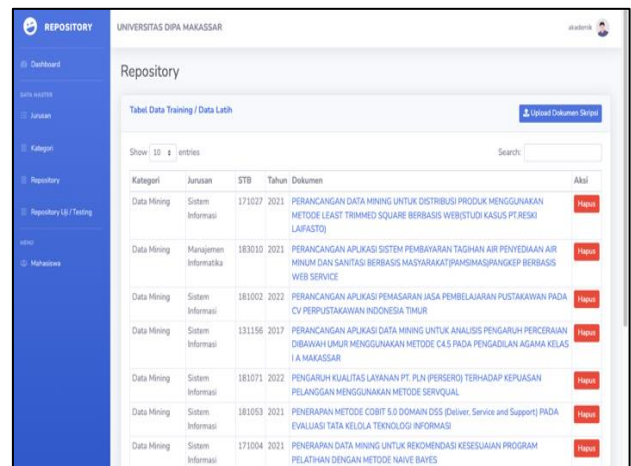 REPOSITORY
UNIVERSITAS DIPA MAKASSAR
akademik
Dashboard
DATA MASTER
Jurusan
Kategori
Repository
Repository Uji / Testing
MENU
Mahasiswa
Repository
Tabel Data Training / Data Latih
Upload Dokumen Skripsi
Show 10 entries
Search:
Kategori Jurusan STB Tahun Dokumen Aksi
Data Mining Sistem 171027 2021 PERANCANGAN DATA MINING UNTUK DISTRIBUSI PRODUK MENGGUNAKAN Hapus
Informasi METODE LEAST TRIMMED SQUARE BERBASIS WEB(STUDI KASUS PT.RESKI
LAIFASTO)
Data Mining Manajemen 183010 2021 PERANCANGAN APLIKASI SISTEM PEMBAYARAN TAGIHAN AIR PENYEDIAAN AIR Hapus
Informatika MINUM DAN SANITASI BERBASIS MASYARAKAT(PAMSIMAS)PANGKEP BERBASIS
WEB SERVICE
Data Mining Sistem 181002 2022 PERANCANGAN APLIKASI PEMASARAN JASA PEMBELAJARAN PUSTAKAWAN PADA Hapus
Informasi CV PERPUSTAKAWAN INDONESIA TIMUR
Data Mining Sistem 131156 2017 PERANCANGAN APLIKASI DATA MINING UNTUK ANALISIS PENGARUH PERCERAIAN Hapus
Informasi DIBAWAH UMUR MENGGUNAKAN METODE C4.5 PADA PENGADILAN AGAMA KELAS
I A MAKASSAR
Data Mining Sistem 181071 2022 PENGARUH KUALITAS LAYANAN PT. PLN (PERSERO) TERHADAP KEPUASAN Hapus
Informasi PELANGGAN MENGGUNAKAN METODE SERVQUAL
Data Mining Sistem 181053 2021 PENERAPAN METODE COBIT 5.0 DOMAIN DSS (Deliver, Service and Support) PADA Hapus
Informasi EVALUASI TATA KELOLA TEKNOLOGI INFORMASI
Data Mining Sistem 171004 2021 PENERAPAN DATA MINING UNTUK REKOMENDASI KESESUAIAN PROGRAM Hapus
Informasi PELATIHAN DENGAN METODE NAIVE BAYES